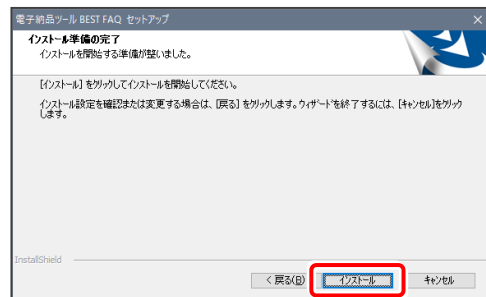 電子納品ツール BEST FAQ セットアップ
インストール準備の完了
インストールを開始する準備が整いました。
[インストール] をクリックしてインストールを開始してください。
インストール設定を確認または変更する場合は、[戻る] をクリックします。ウィザードを終了するには、[キャンセル]をクリック
します。
InstallShield
< 戻る(B)
インストール
キャンセル